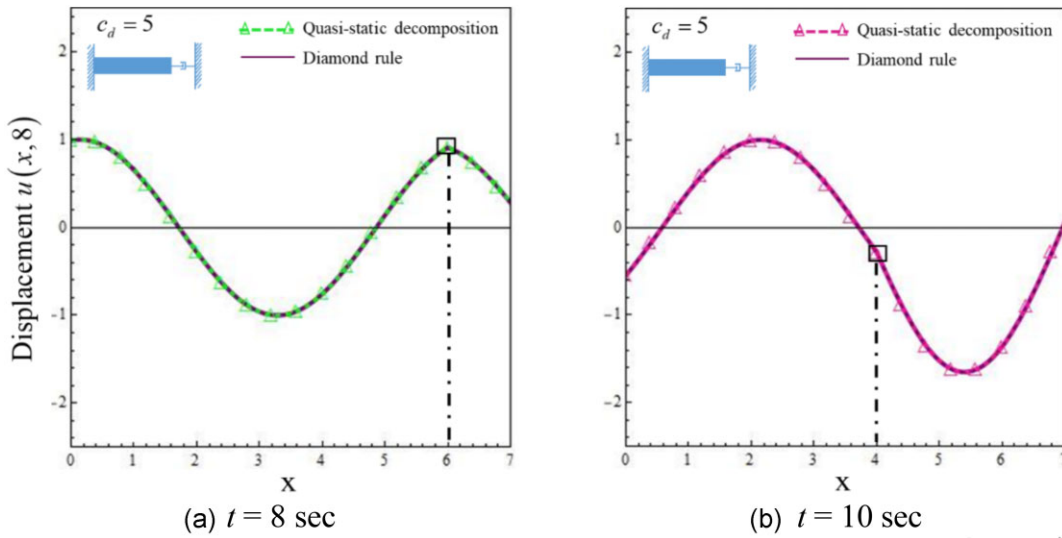 c_d = 5
Quasi-static decomposition
Diamond rule
Displacement u(x,8)
2
1
0
−1
−2
0 1 2 3 4 5 6 7
x
(a) t = 8 sec
c_d = 5
Quasi-static decomposition
Diamond rule
2
1
0
−1
−2
0 1 2 3 4 5 6 7
x
(b) t = 10 sec